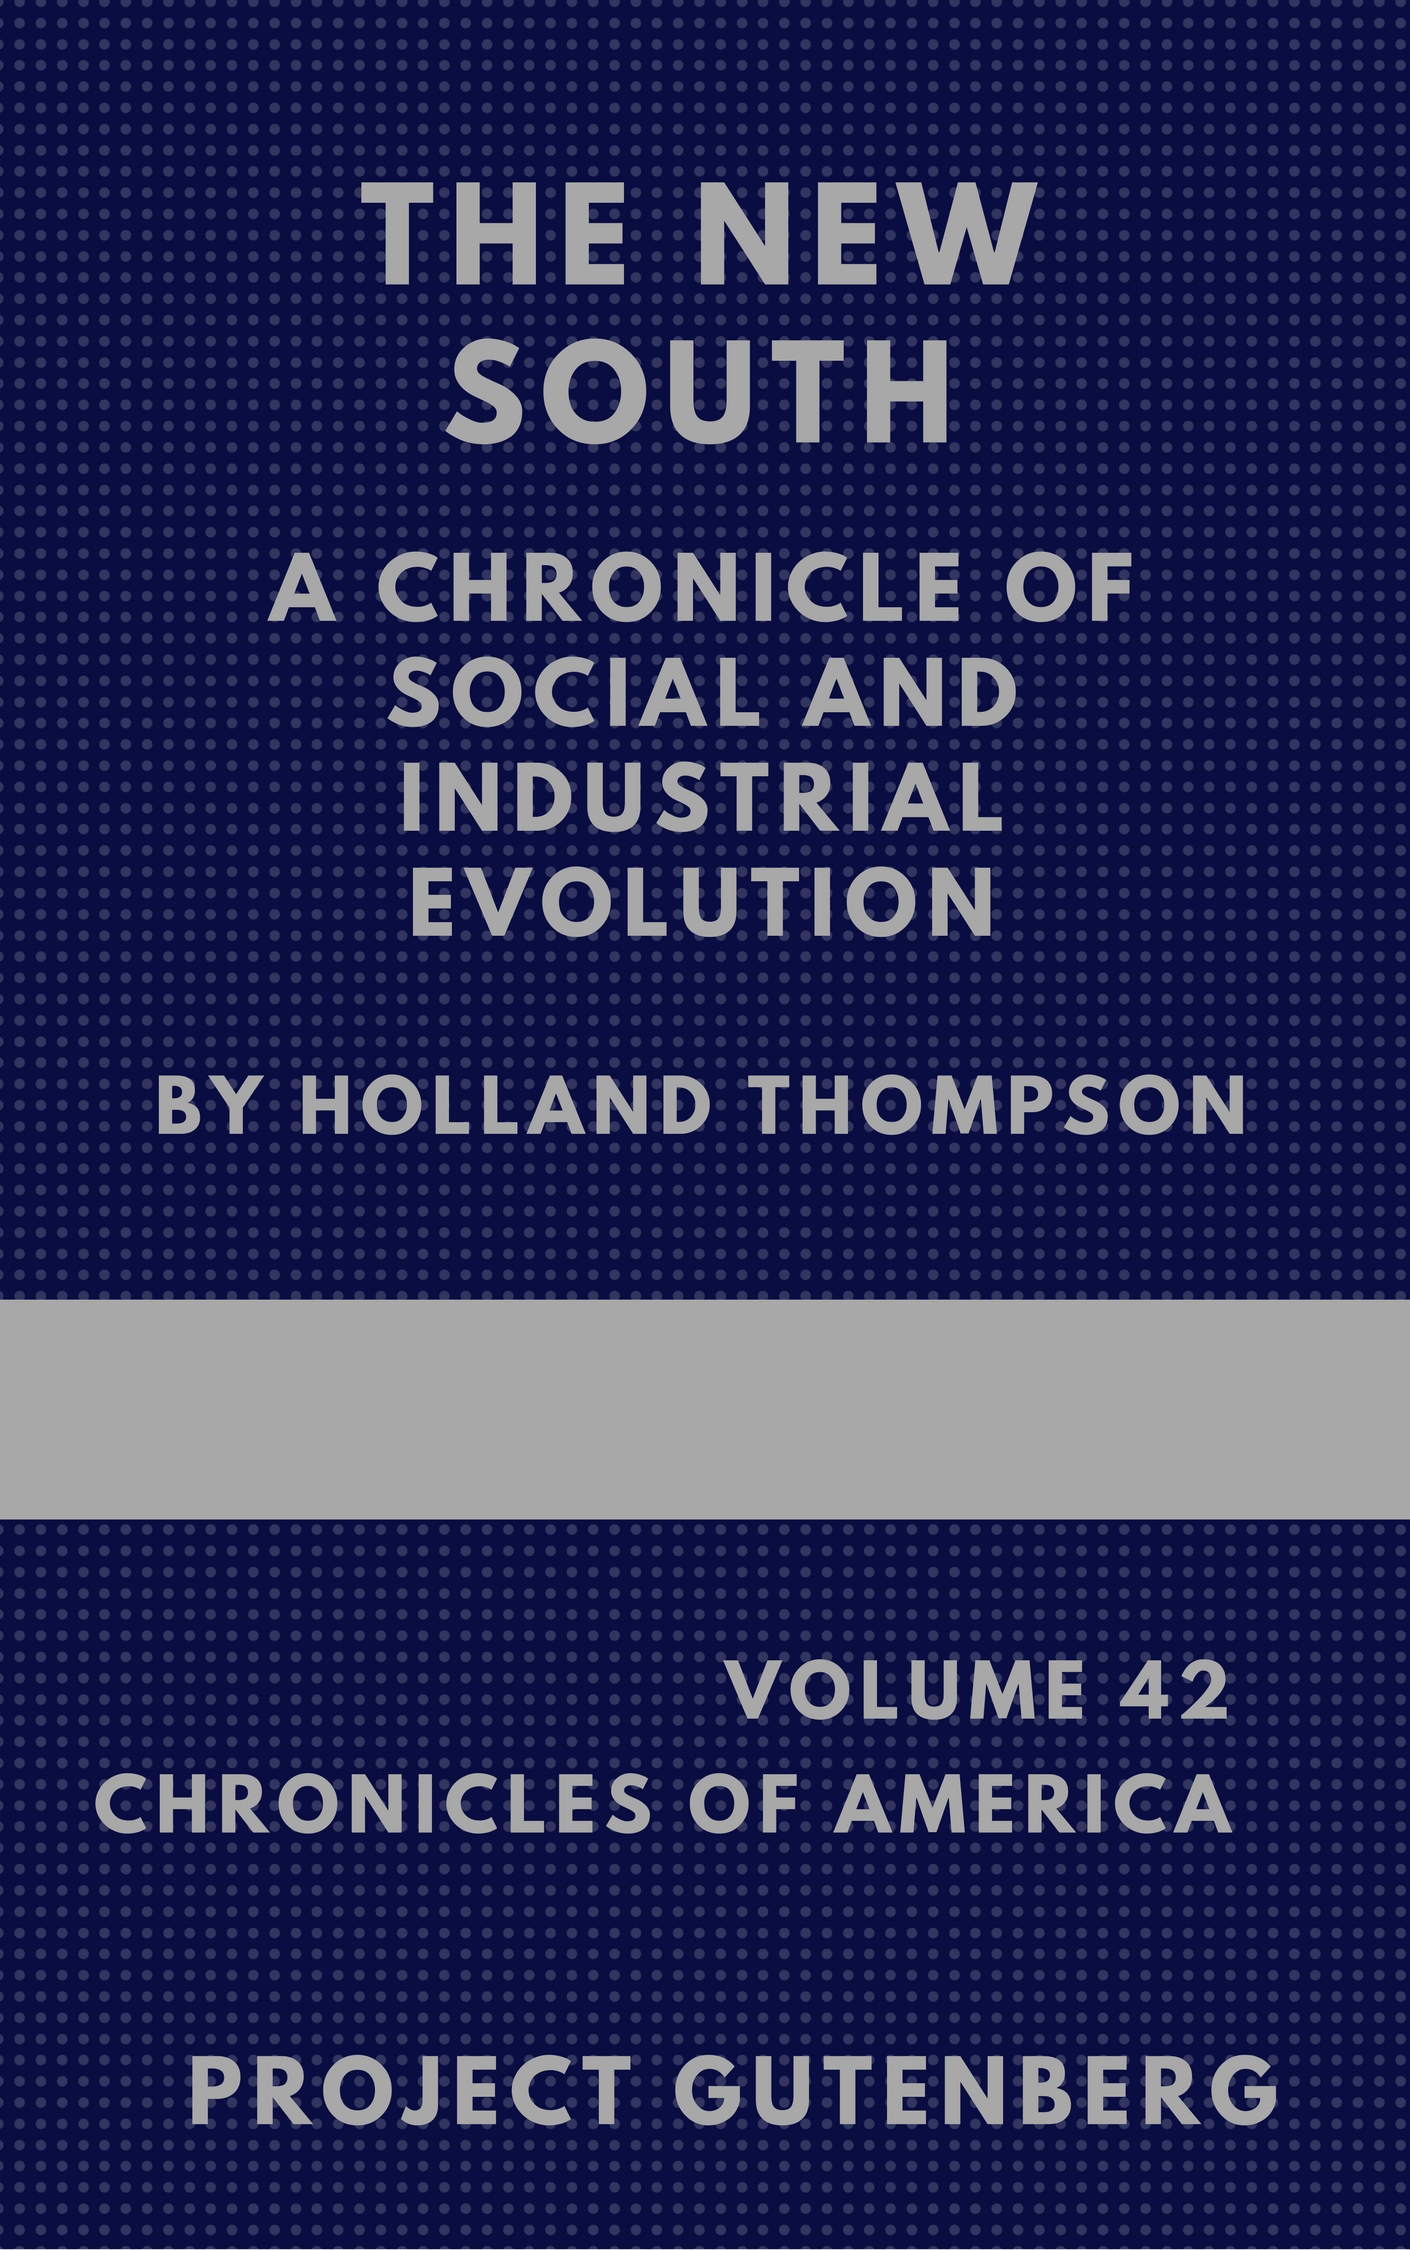 THE NEW
SOUTH
A CHRONICLE OF
SOCIAL AND
INDUSTRIAL
EVOLUTION
BY HOLLAND THOMPSON
VOLUME 42
CHRONICLES OF AMERICA
PROJECT GUTENBERG